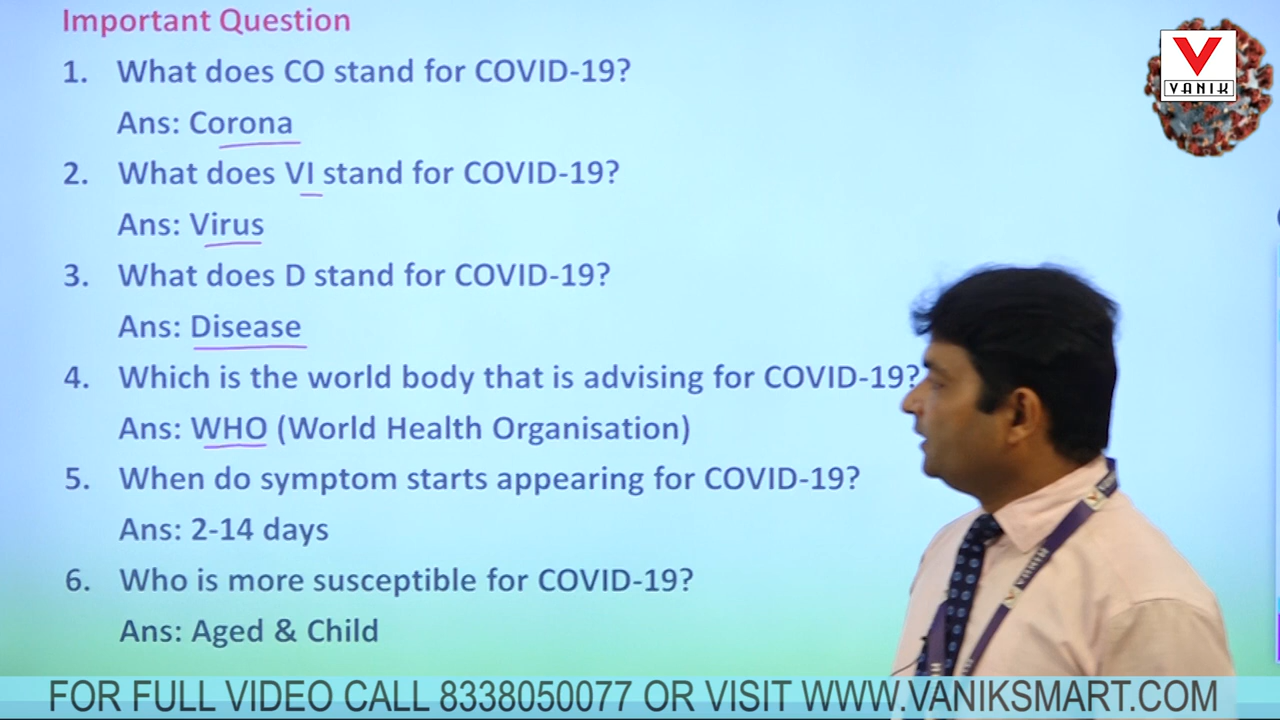 Important Question
1. What does CO stand for COVID-19?
Ans: Corona
2. What does VI stand for COVID-19?
Ans: Virus
3. What does D stand for COVID-19?
Ans: Disease
4. Which is the world body that is advising for COVID-19?
Ans: WHO (World Health Organisation)
5. When do symptom starts appearing for COVID-19?
Ans: 2-14 days
6. Who is more susceptible for COVID-19?
Ans: Aged & Child
VANIK
VANIK
FOR FULL VIDEO CALL 8338050077 OR VISIT WWW.VANIKSMART.COM